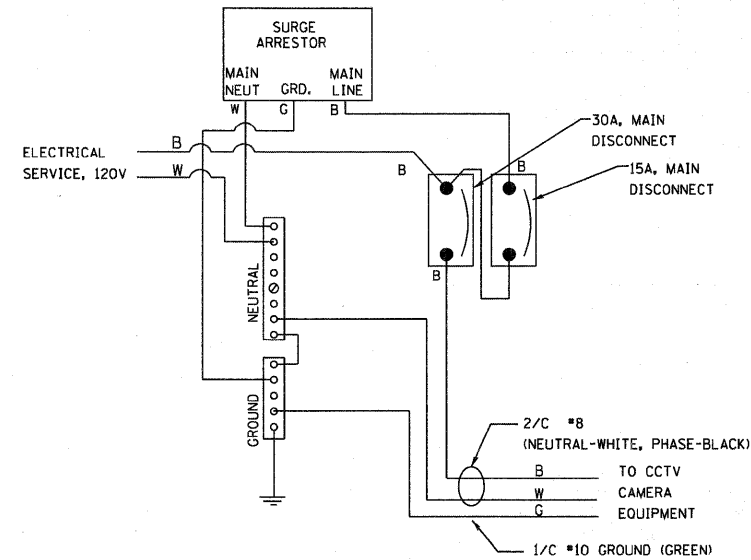 SURGE
ARRESTOR
MAIN
NEUT
GRD.
MAIN
LINE
W
G
B
30A, MAIN
DISCONNECT
B
ELECTRICAL
SERVICE, 120V
W
B
B
15A, MAIN
DISCONNECT
B
NEUTRAL
GROUND
2/C #8
(NEUTRAL-WHITE, PHASE-BLACK)
B TO CCTV
W CAMERA
G EQUIPMENT
1/C #10 GROUND (GREEN)